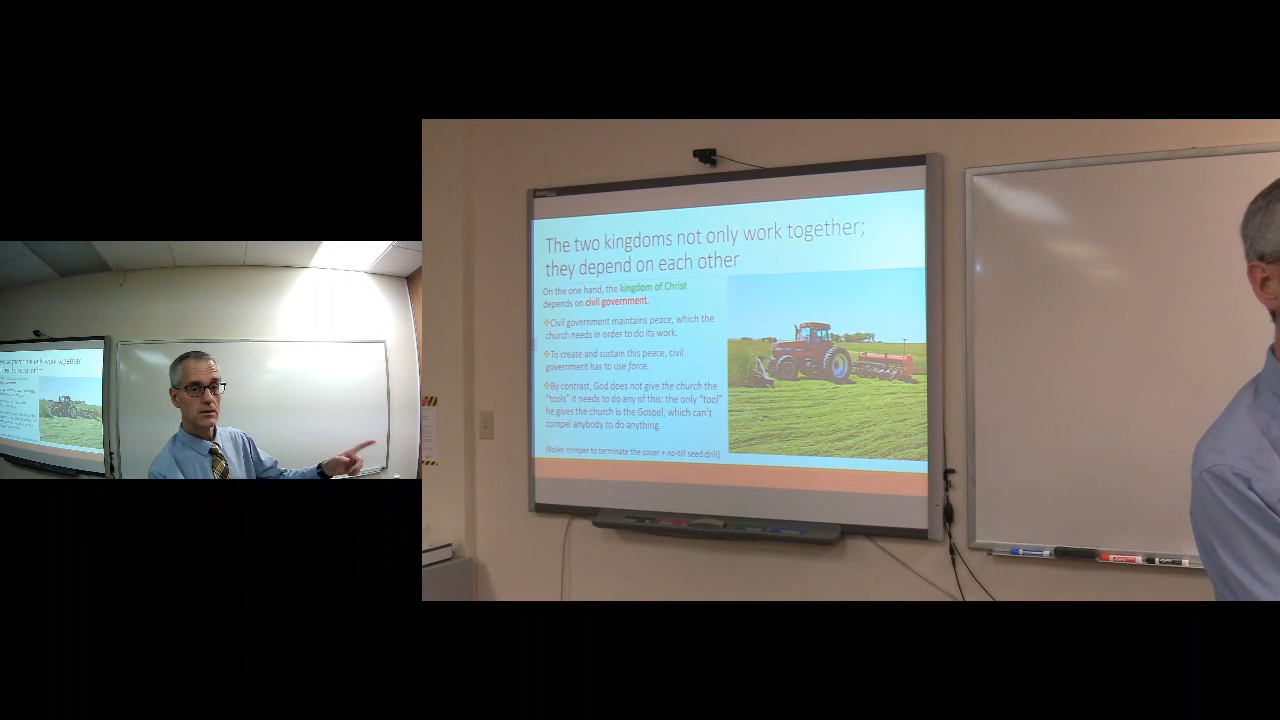 The two kingdoms not only work together;
they depend on each other
On the one hand, the kingdom of Christ
depends on civil government.
❖Civil government maintains peace, which the
church needs in order to do its work.
❖To create and sustain this peace, civil
government has to use force.
❖By contrast, God does not give the church the
"tools" it needs to do any of this: the only "tool"
he gives the church is the Gospel, which can't
compel anybody to do anything.
(Roller crimper to terminate the cover + no-till seed drill)